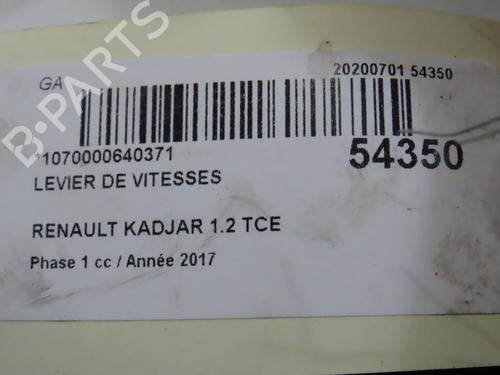 GA
20200701 54350
*1070000640371
54350
LEVIER DE VITESSES
RENAULT KADJAR 1.2 TCE
Phase 1 cc / Année 2017
B-PARTS